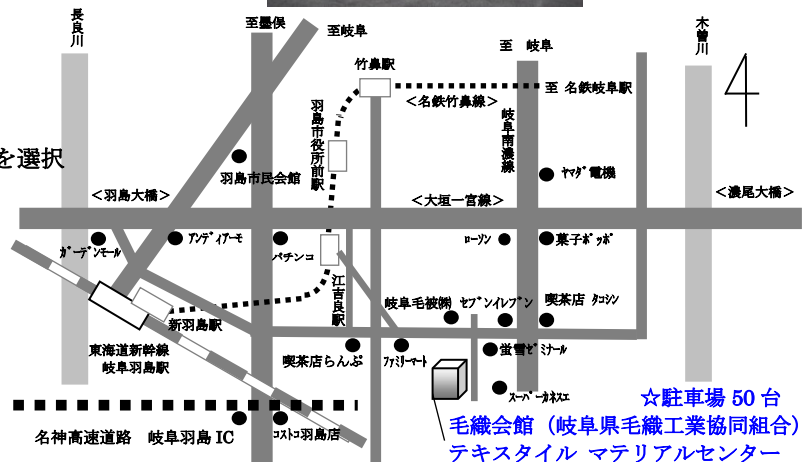 長良川
至墨俣
至岐阜
竹鼻駅
至 岐阜
木曽川
<名鉄竹鼻線>
至 名鉄岐阜駅
羽島市役所前駅
岐阜南濃線
を選択
羽島市民会館
ヤマダ電機
<羽島大橋>
<大垣一宮線>
<濃尾大橋>
ガーデンモール
アンディアーモ
パチンコ
ローソン
菓子ポッポ
江吉良駅
岐阜毛被㈱
セブンイレブン
喫茶店 タコシン
新羽島駅
東海道新幹線
岐阜羽島駅
喫茶店らんぷ
ファミリーマート
蛍雪ゼミナール
スーパーカネスエ
名神高速道路 岐阜羽島 IC
コストコ羽島店
☆駐車場 50 台
毛織会館（岐阜県毛織工業協同組合）
テキスタイル マテリアルセンター